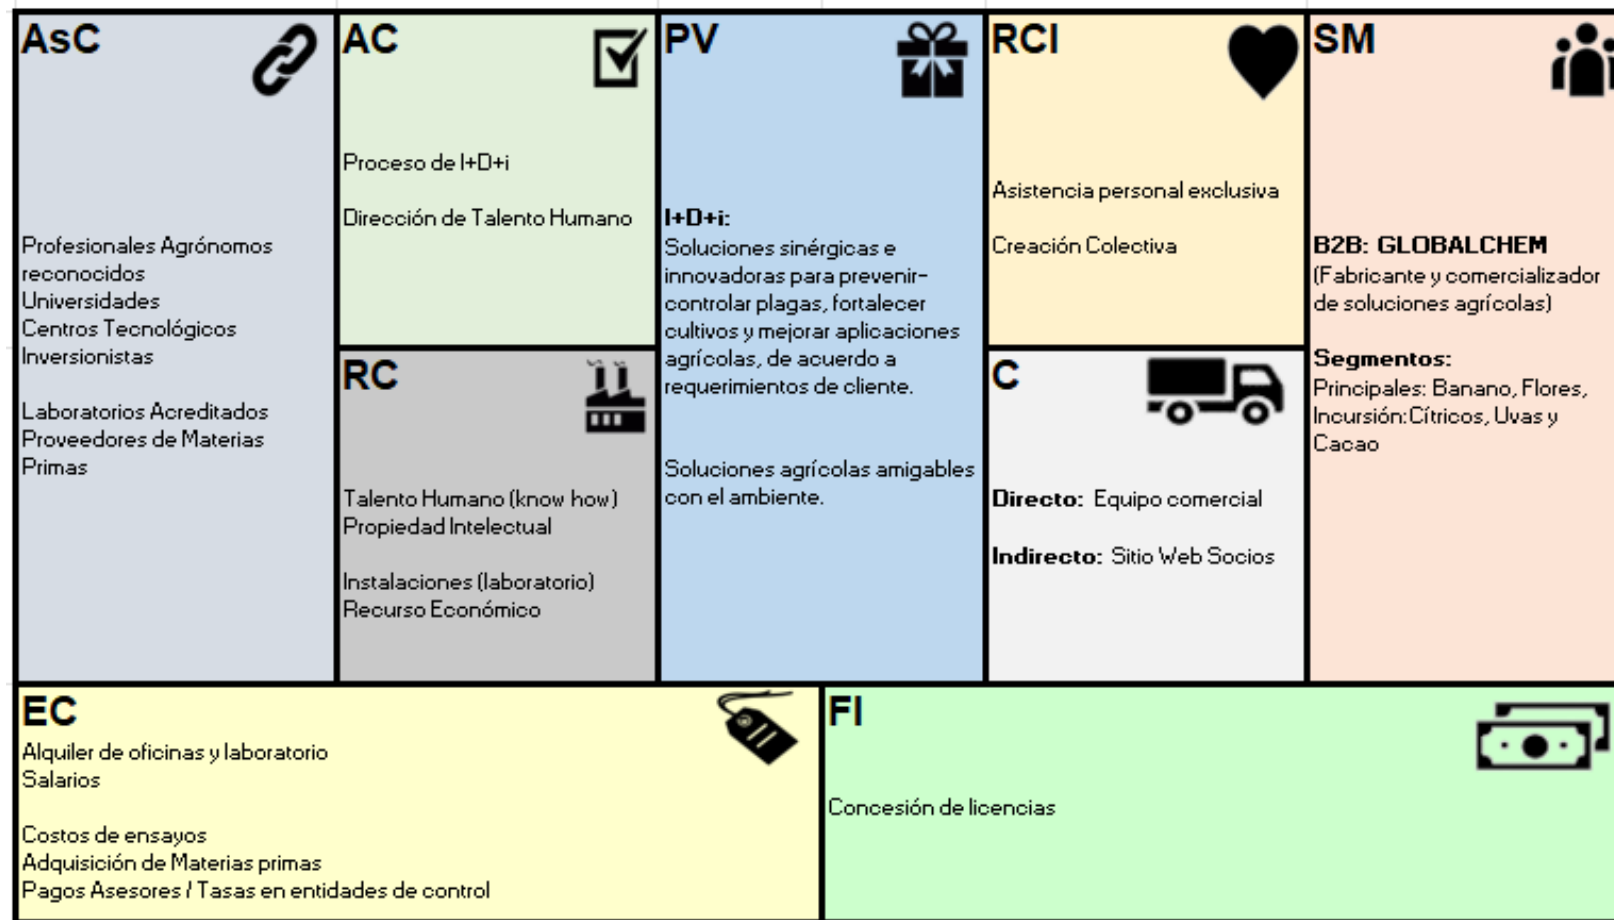 AsC
Profesionales Agrónomos
reconocidos
Universidades
Centros Tecnológicos
Inversionistas
Laboratorios Acreditados
Proveedores de Materias
Primas
AC
Proceso de I+D+i
Dirección de Talento Humano
RC
Talento Humano (know how)
Propiedad Intelectual
Instalaciones (laboratorio)
Recurso Económico
PV
I+D+i:
Soluciones sinérgicas e
innovadoras para prevenir-
controlar plagas, fortalecer
cultivos y mejorar aplicaciones
agrícolas, de acuerdo a
requerimientos de cliente.
Soluciones agrícolas amigables
con el ambiente.
RCI
Asistencia personal exclusiva
Creación Colectiva
C
Directo: Equipo comercial
Indirecto: Sitio Web Socios
SM
B2B: GLOBALCHEM
(Fabricante y comercializador
de soluciones agrícolas)
Segmentos:
Principales: Banano, Flores,
Incursión:Cítricos, Uvas y
Cacao
EC
Alquiler de oficinas y laboratorio
Salarios
Costos de ensayos
Adquisición de Materias primas
Pagos Asesores / Tasas en entidades de control
FI
Concesión de licencias